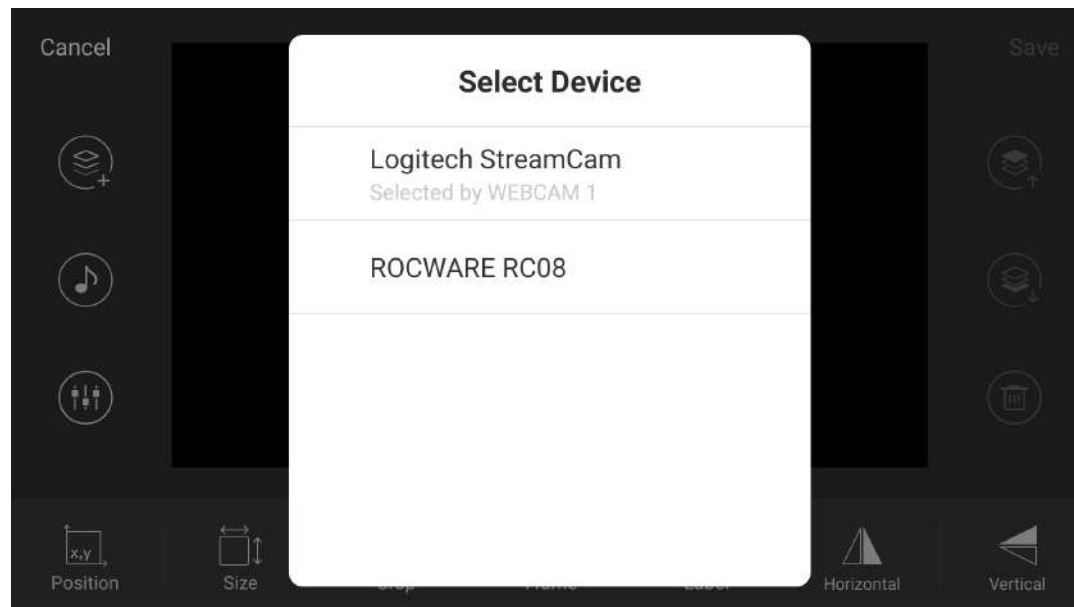 Cancel
Select Device
Save
Logitech StreamCam
Selected by WEBCAM 1
ROCWARE RC08
x,y
Position
Size
Horizontal
Vertical